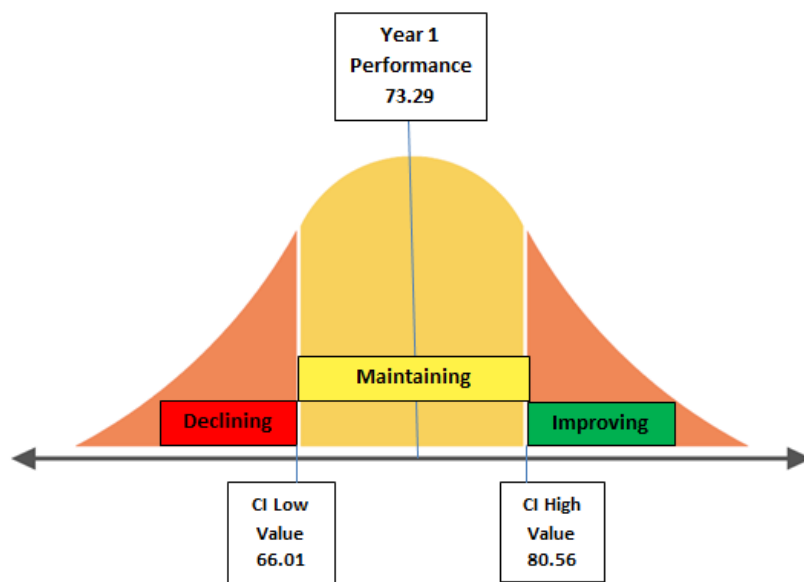 Year 1
Performance
73.29
Maintaining
Declining
Improving
CI Low
Value
66.01
CI High
Value
80.56